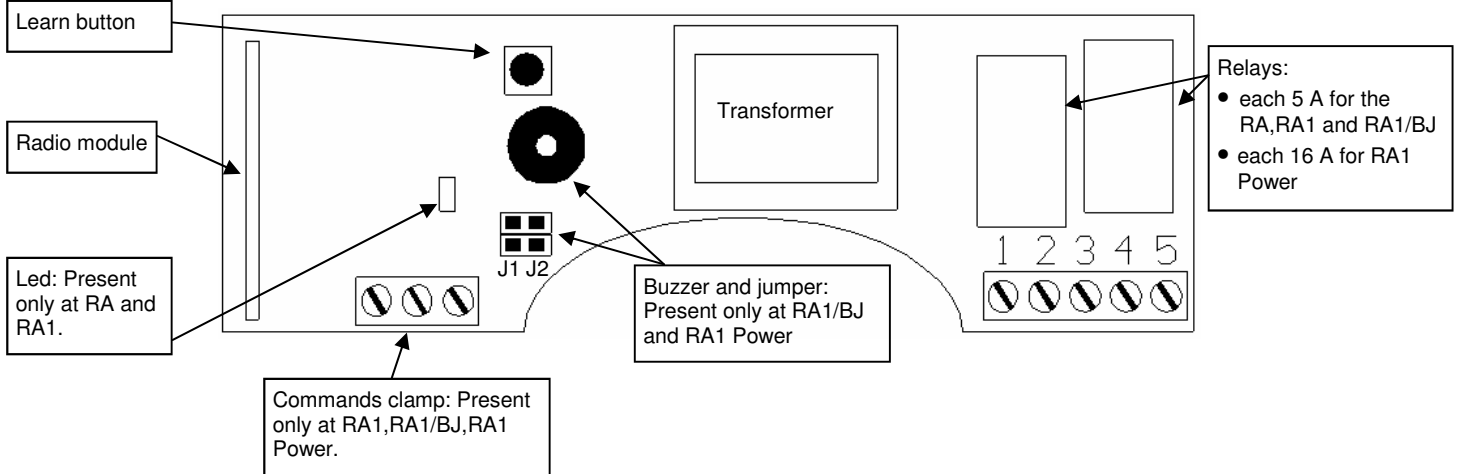 Learn button
Radio module
Led: Present
only at RA and
RA1.
Transformer
Relays:
• each 5 A for the
RA,RA1 and RA1/BJ
• each 16 A for RA1
Power
1 2 3 4 5
J1 J2
Buzzer and jumper:
Present only at RA1/BJ
and RA1 Power
Commands clamp: Present
only at RA1,RA1/BJ,RA1
Power.